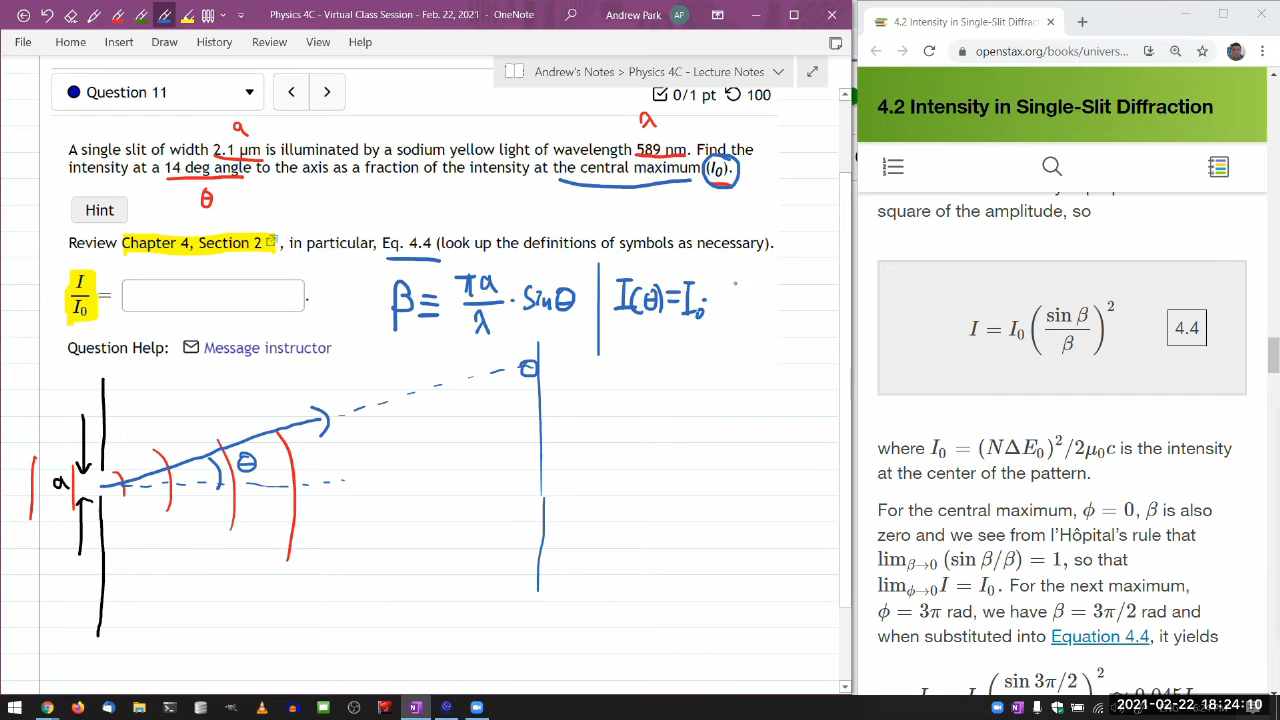 Physics 4C - Virtual Class Session - Feb. 22, 2021 - OneNote
Andrew Park
AP
File Home Insert Draw History Review View Help
Andrew's Notes > Physics 4C - Lecture Notes
Question 11
0/1 pt 100
a
λ
A single slit of width 2.1 μm is illuminated by a sodium yellow light of wavelength 589 nm. Find the
intensity at a 14 deg angle to the axis as a fraction of the intensity at the central maximum (I₀).
θ
Hint
Review Chapter 4, Section 2 , in particular, Eq. 4.4 (look up the definitions of symbols as necessary).
I/I₀ = .
β ≡ πa/λ · sinθ
I(θ)=I₀·
Question Help: Message instructor
θ
a
4.2 Intensity in Single-Slit Diffrac
openstax.org/books/univers...
4.2 Intensity in Single-Slit Diffraction
square of the amplitude, so
I = I₀ (sin β/β)² 4.4
where I₀ = (NΔE₀)²/2μ₀c is the intensity
at the center of the pattern.
For the central maximum, ϕ = 0, β is also
zero and we see from l'Hôpital's rule that
lim_{β→0} (sin β/β) = 1, so that
lim_{ϕ→0} I = I₀. For the next maximum,
ϕ = 3π rad, we have β = 3π/2 rad and
when substituted into Equation 4.4, it yields
sin 3π/2 ² 
2021-02-22 18:24:10